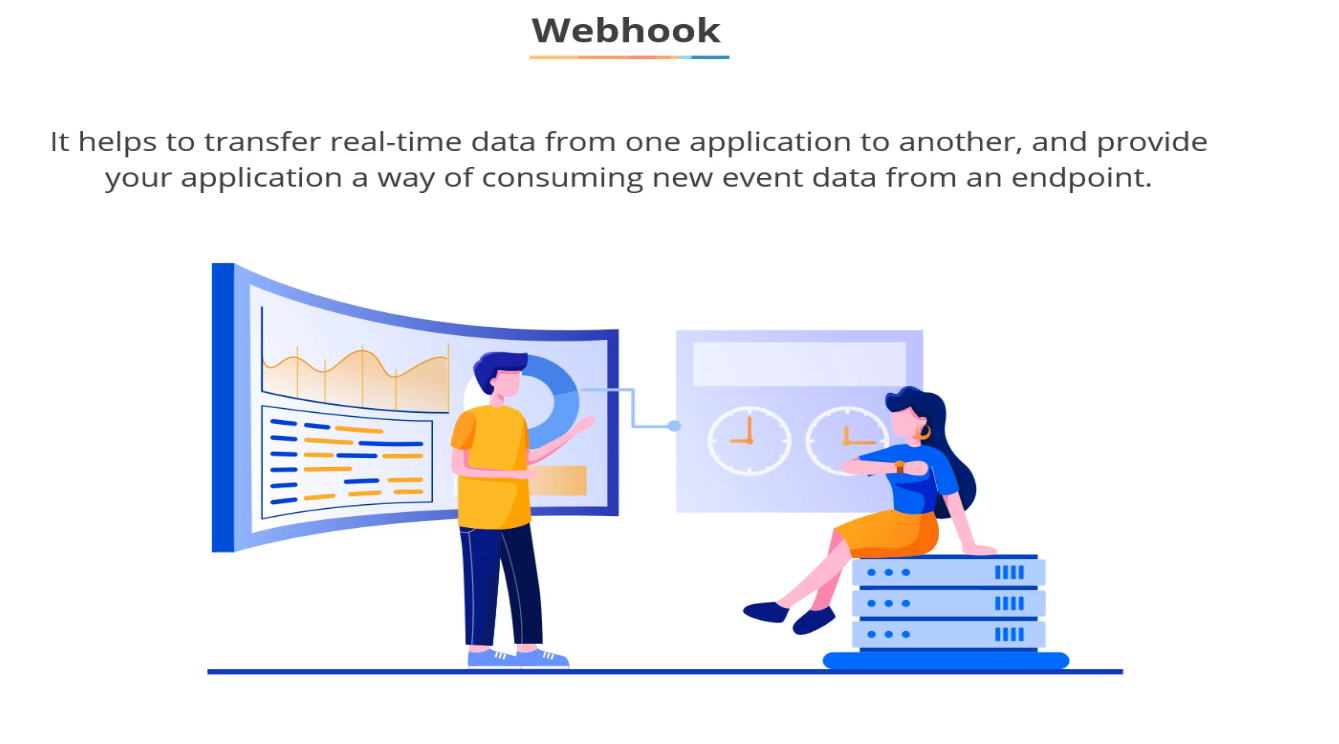 Webhook
It helps to transfer real-time data from one application to another, and provide
your application a way of consuming new event data from an endpoint.